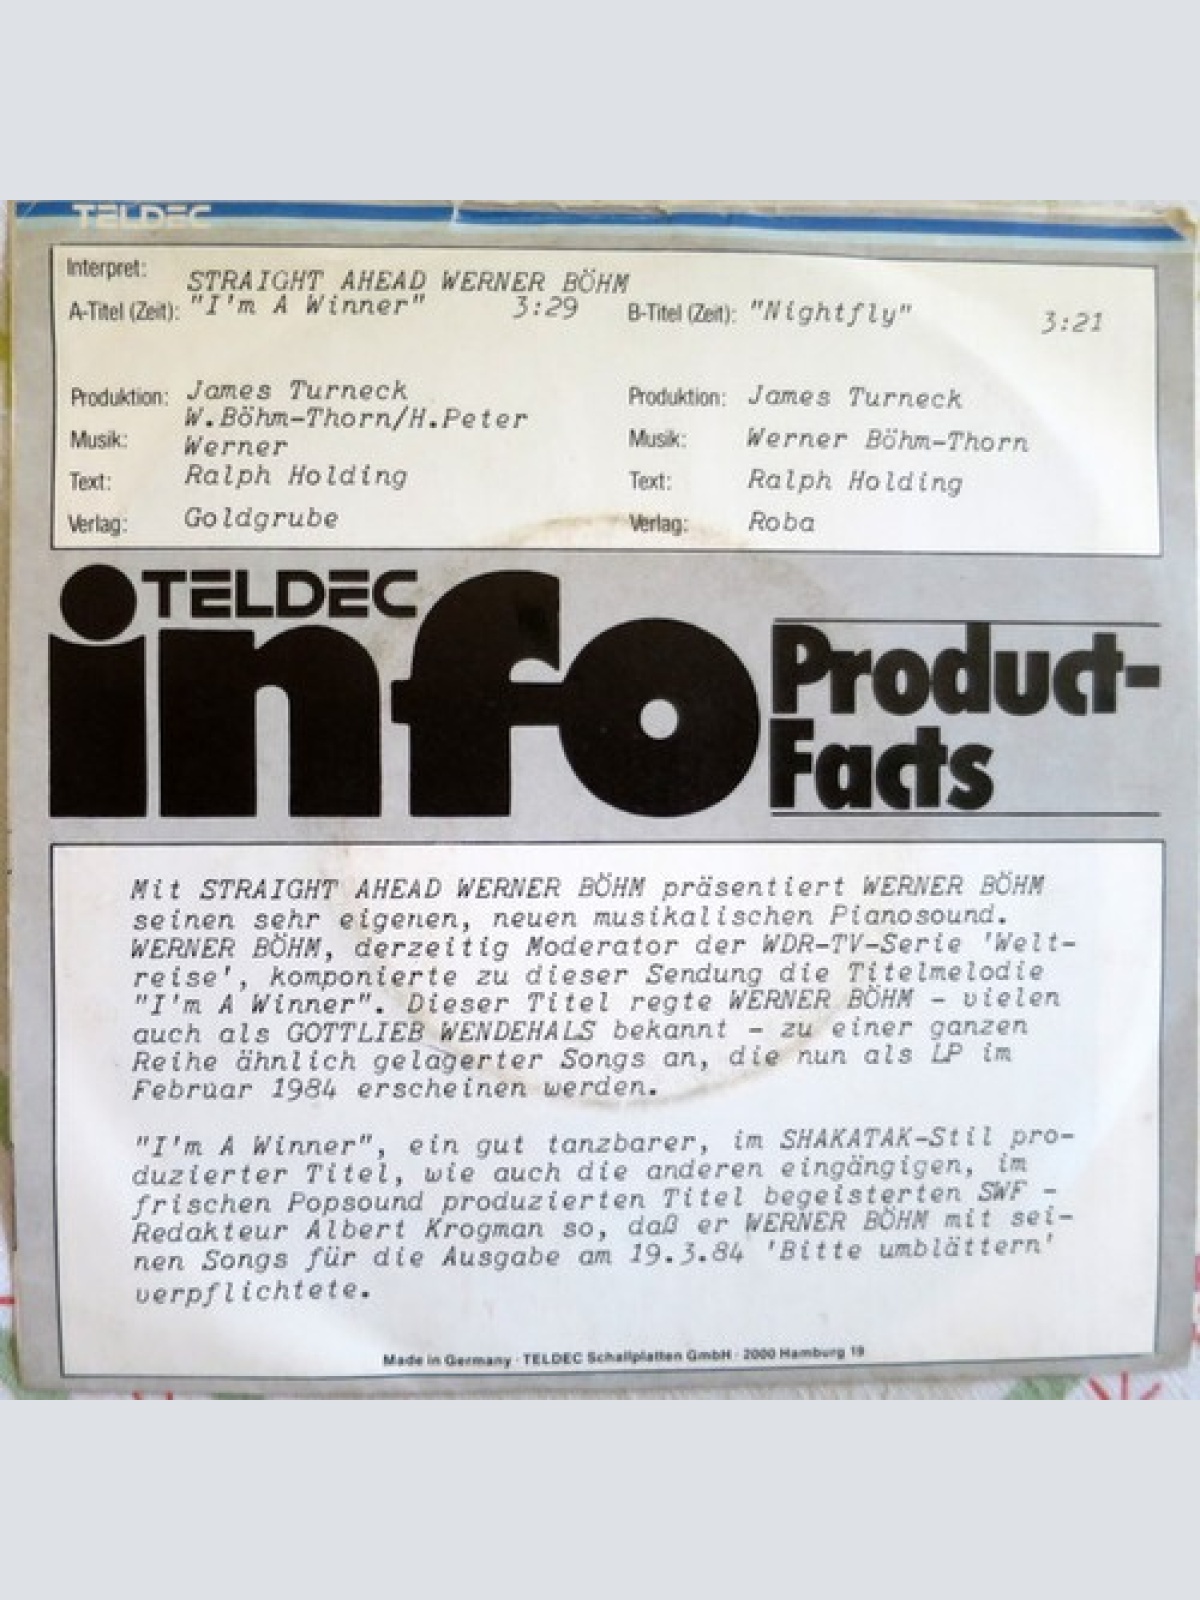 TELDEC
Interpret: STRAIGHT AHEAD WERNER BÖHM
A-Titel (Zeit): "I'm A Winner" 3:29 B-Titel (Zeit): "Nightfly" 3:21
Produktion: James Turneck Produktion: James Turneck
W.Böhm-Thorn/H.Peter
Musik: Werner Musik: Werner Böhm-Thorn
Text: Ralph Holding Text: Ralph Holding
Verlag: Goldgrube Verlag: Roba
TELDEC
info
Product-
Facts
Mit STRAIGHT AHEAD WERNER BÖHM präsentiert WERNER BÖHM
seinen sehr eigenen, neuen musikalischen Pianosound.
WERNER BÖHM, derzeitig Moderator der WDR-TV-Serie 'Welt-
reise', komponierte zu dieser Sendung die Titelmelodie
"I'm A Winner". Dieser Titel regte WERNER BÖHM - vielen
auch als GOTTLIEB WENDEHALS bekannt - zu einer ganzen
Reihe ähnlich gelagerter Songs an, die nun als LP im
Februar 1984 erscheinen werden.
"I'm A Winner", ein gut tanzbarer, im SHAKATAK-Stil pro-
duzierter Titel, wie auch die anderen eingängigen, im
frischen Popsound produzierten Titel begeisterten SWF -
Redakteur Albert Krogman so, daß er WERNER BÖHM mit sei-
nen Songs für die Ausgabe am 19.3.84 'Bitte umblättern'
verpflichtete.
Made in Germany · TELDEC Schallplatten GmbH · 2000 Hamburg 19